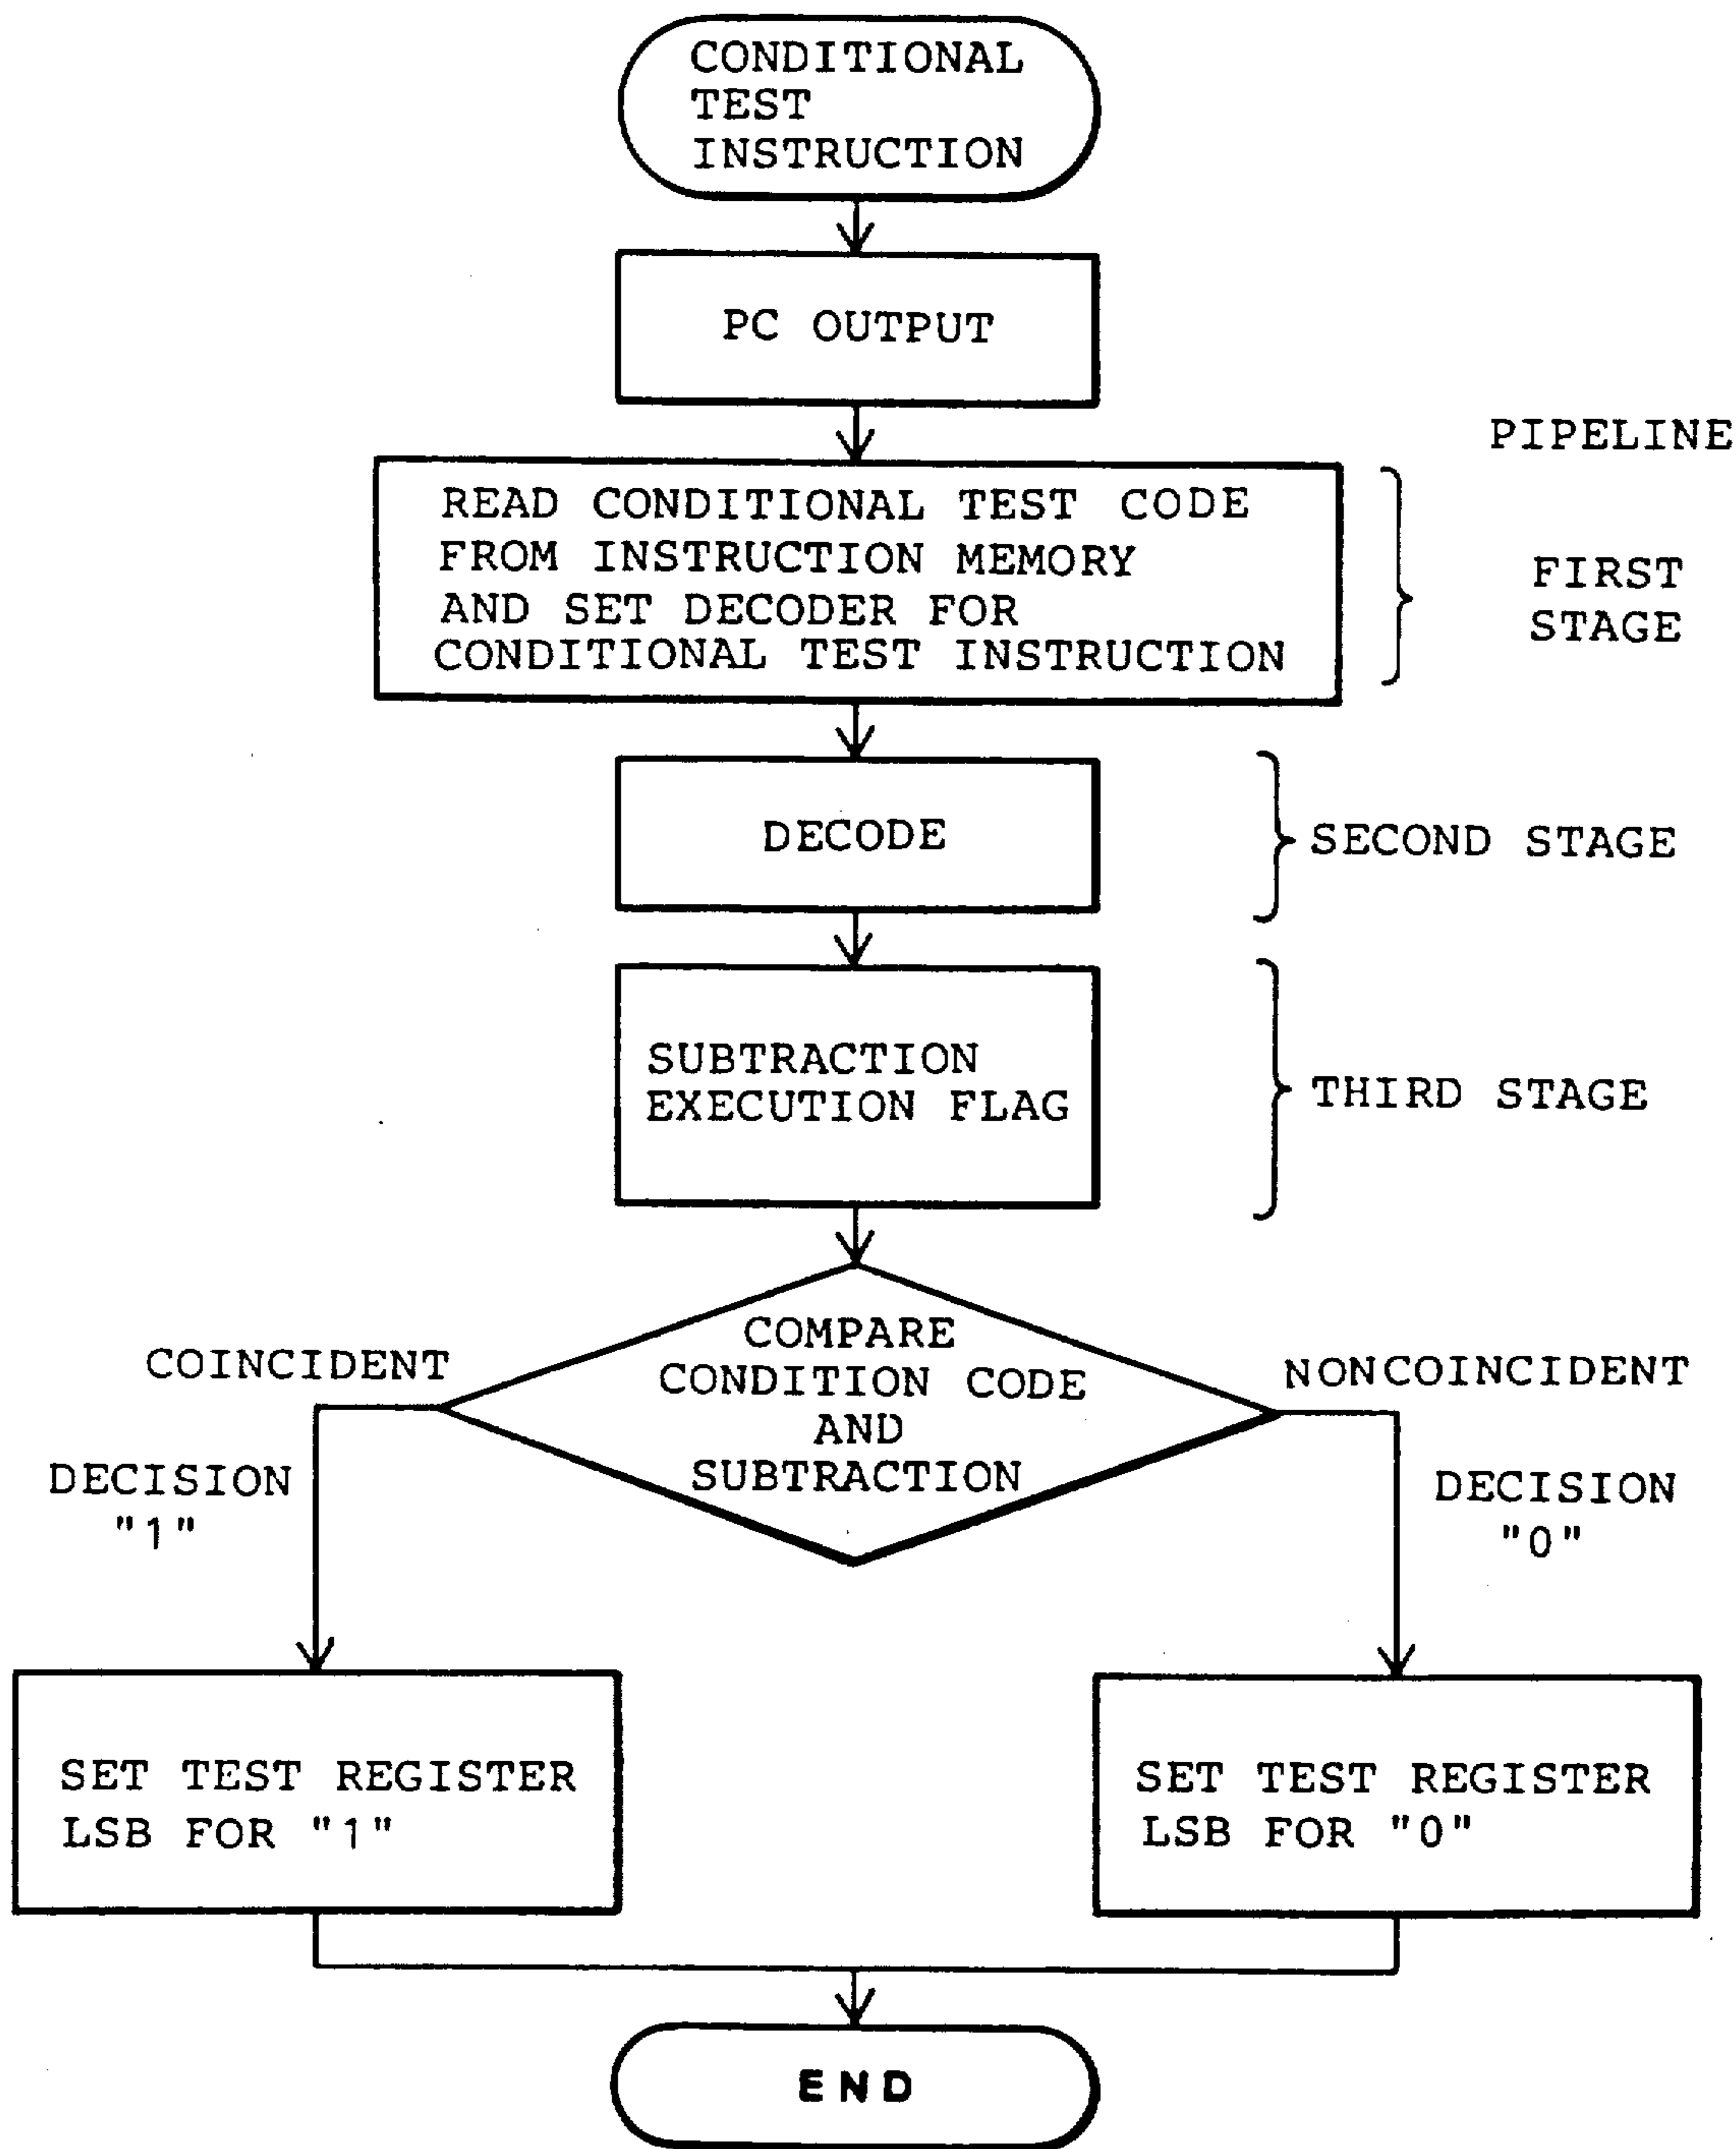 CONDITIONAL
TEST
INSTRUCTION
PC OUTPUT
PIPELINE
READ CONDITIONAL TEST CODE
FROM INSTRUCTION MEMORY
AND SET DECODER FOR
CONDITIONAL TEST INSTRUCTION
FIRST
STAGE
DECODE
SECOND STAGE
SUBTRACTION
EXECUTION FLAG
THIRD STAGE
COMPARE
CONDITION CODE
AND
SUBTRACTION
COINCIDENT
DECISION
"1"
NONCOINCIDENT
DECISION
"0"
SET TEST REGISTER
LSB FOR "1"
SET TEST REGISTER
LSB FOR "0"
END